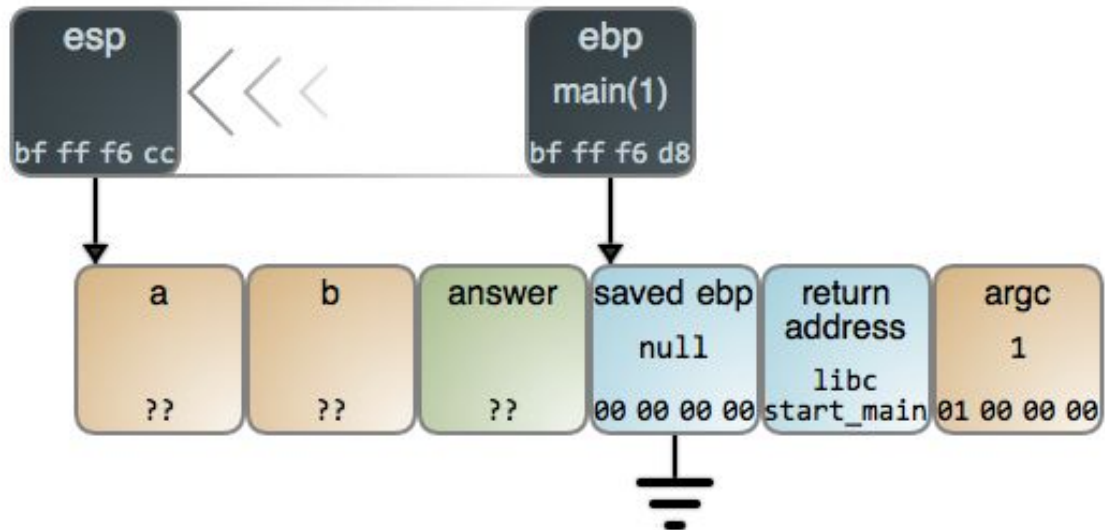 esp
bf ff f6 cc
ebp
main(1)
bf ff f6 d8
a
??
b
??
answer
??
saved ebp
null
00 00 00 00
return
address
libc
start_main
argc
1
01 00 00 00